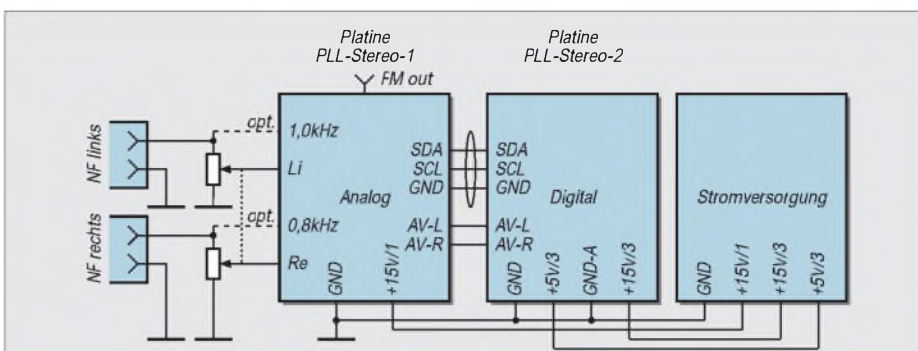 Platine
PLL-Stereo-1
Platine
PLL-Stereo-2
FM out
NF links
opt.
1,0kHz
Li
NF rechts
opt.
0,8kHz
Re
Analog
SDA
SCL
GND
AV-L
AV-R
GND
+15V/1
SDA
SCL
GND
Digital
AV-L
AV-R
GND
+5V/3
GND-A
+15V/3
Stromversorgung
GND
+15V/1
+15V/3
+5V/3